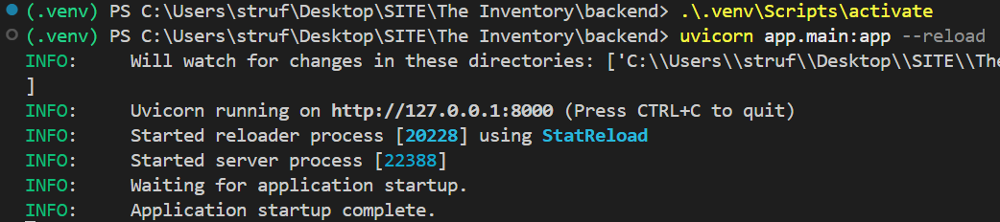 (.venv) PS C:\Users\struf\Desktop\SITE\The Inventory\backend> .\.venv\Scripts\activate
(.venv) PS C:\Users\struf\Desktop\SITE\The Inventory\backend> uvicorn app.main:app --reload
INFO:     Will watch for changes in these directories: ['C:\\Users\\struf\\Desktop\\SITE\\The
]
INFO:     Uvicorn running on http://127.0.0.1:8000 (Press CTRL+C to quit)
INFO:     Started reloader process [20228] using StatReload
INFO:     Started server process [22388]
INFO:     Waiting for application startup.
INFO:     Application startup complete.